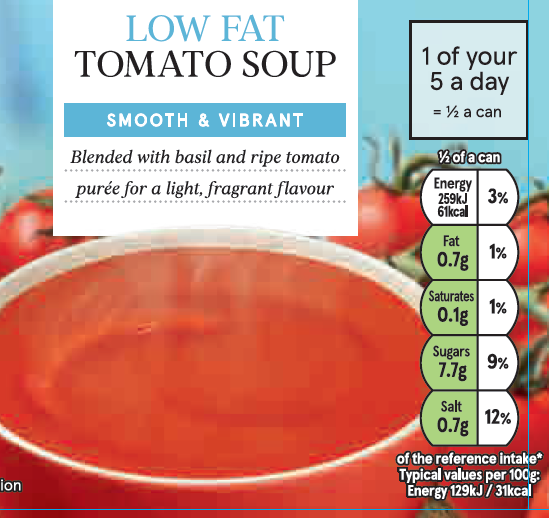 LOW FAT
TOMATO SOUP
SMOOTH & VIBRANT
Blended with basil and ripe tomato
purée for a light, fragrant flavour
1 of your
5 a day
= ½ a can
½ of a can
Energy
259kJ
61kcal
3%
Fat
0.7g
1%
Saturates
0.1g
1%
Sugars
7.7g
9%
Salt
0.7g
12%
of the reference intake*
Typical values per 100g:
Energy 129kJ / 31kcal
ion